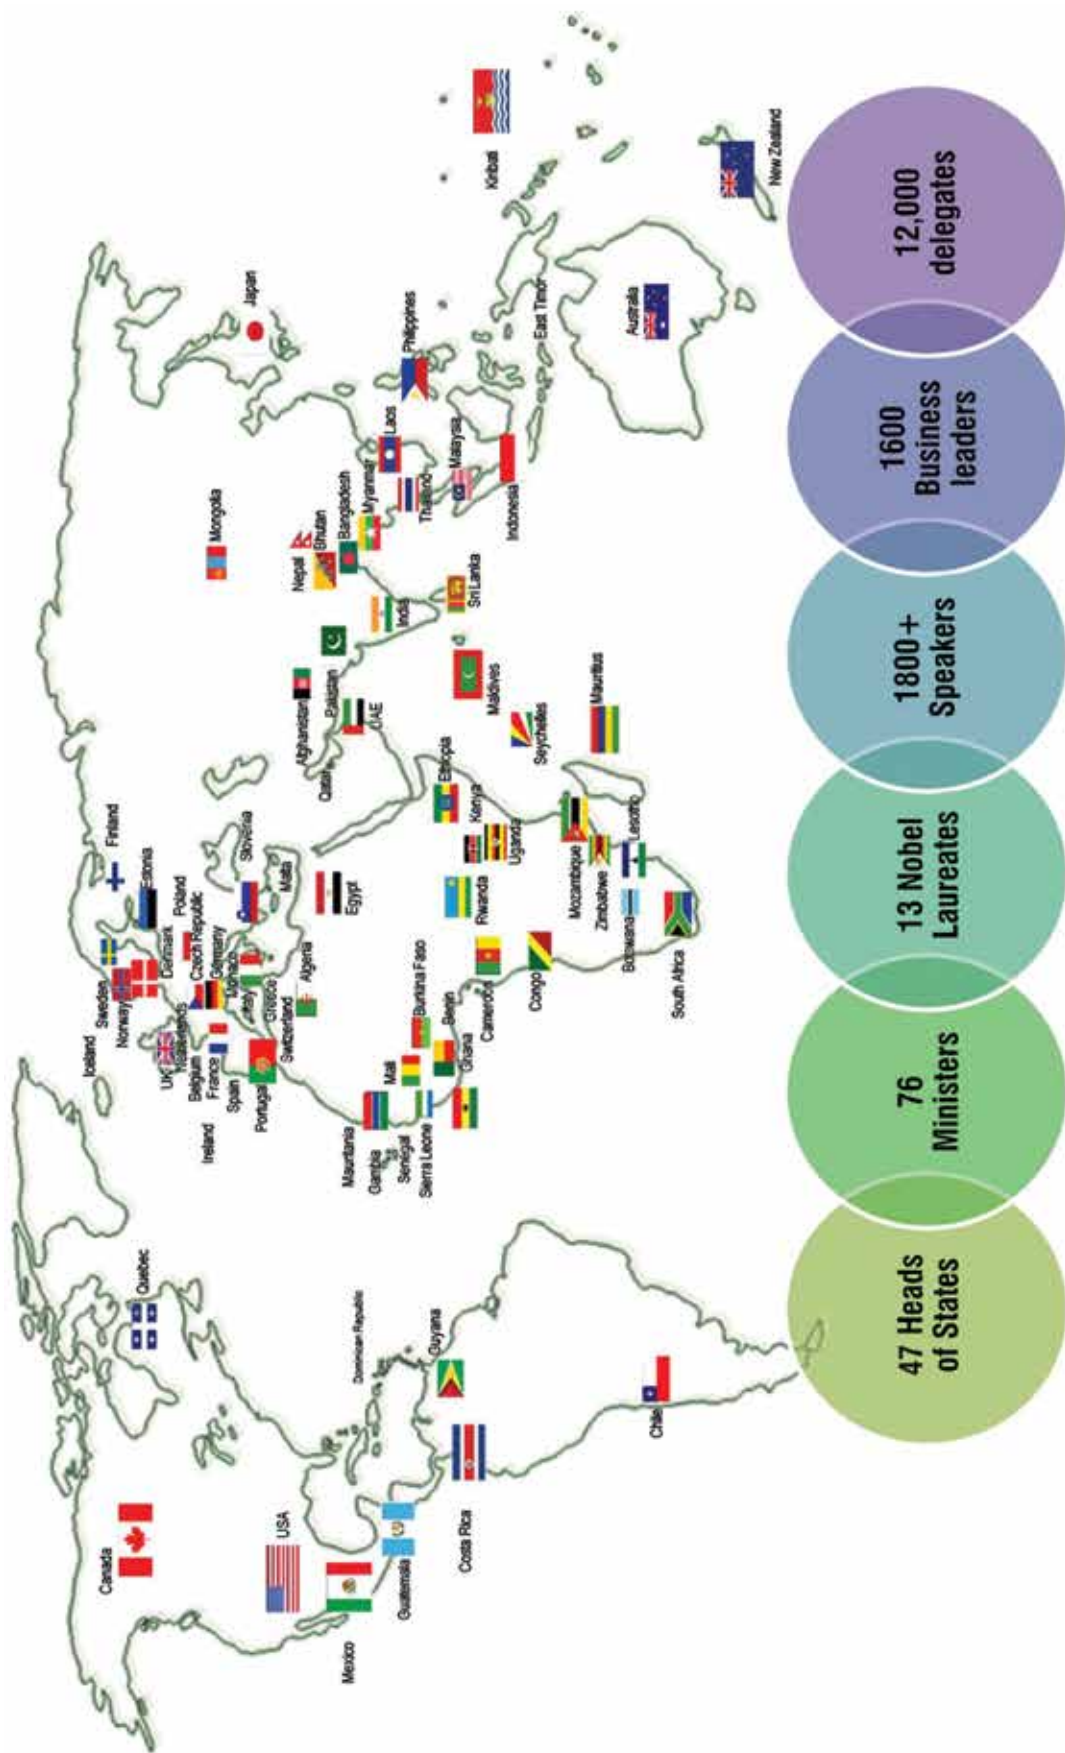 Canada
USA
Mexico
Guatemala
Costa Rica
Quebec
Dominican Republic
Guyana
Chile
Iceland
Ireland
UK
Netherlands
Belgium
France
Spain
Portugal
Sweden
Norway
Denmark
Finland
Estonia
Poland
Czech Republic
Germany
Monaco
Italy
Greece
Switzerland
Slovenia
Malta
Algeria
Egypt
Mauritania
Gambia
Senegal
Sierra Leone
Mali
Burkina Faso
Benin
Ghana
Cameroon
Congo
Rwanda
Ethiopia
Kenya
Uganda
Mozambique
Zimbabwe
Botswana
Lesotho
South Africa
Seychelles
Mauritius
Maldives
Qatar
UAE
Afghanistan
Pakistan
India
Sri Lanka
Nepal
Bhutan
Bangladesh
Myanmar
Mongolia
Laos
Thailand
Malaysia
Indonesia
Philippines
Japan
East Timor
Australia
Kiribati
New Zealand
47 Heads
of States
76
Ministers
13 Nobel
Laureates
1800+
Speakers
1600
Business
leaders
12,000
delegates